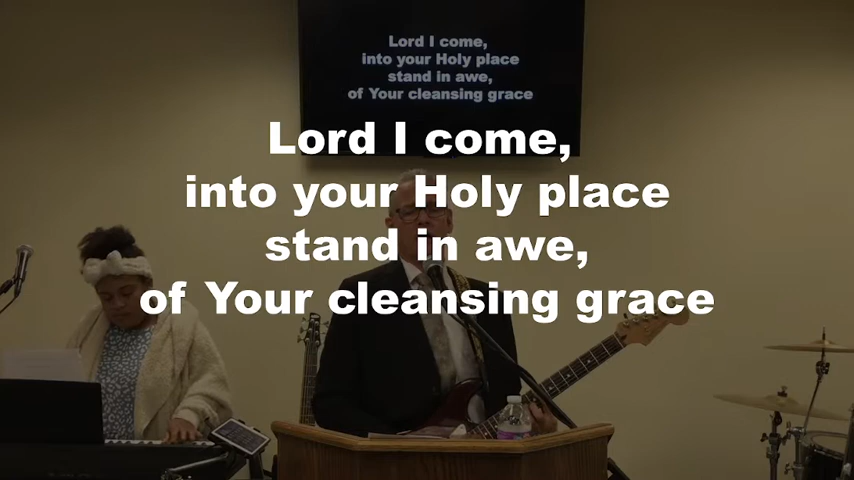 Lord I come,
into your Holy place
stand in awe,
of Your cleansing grace
Lord I come,
into your Holy place
stand in awe,
of Your cleansing grace